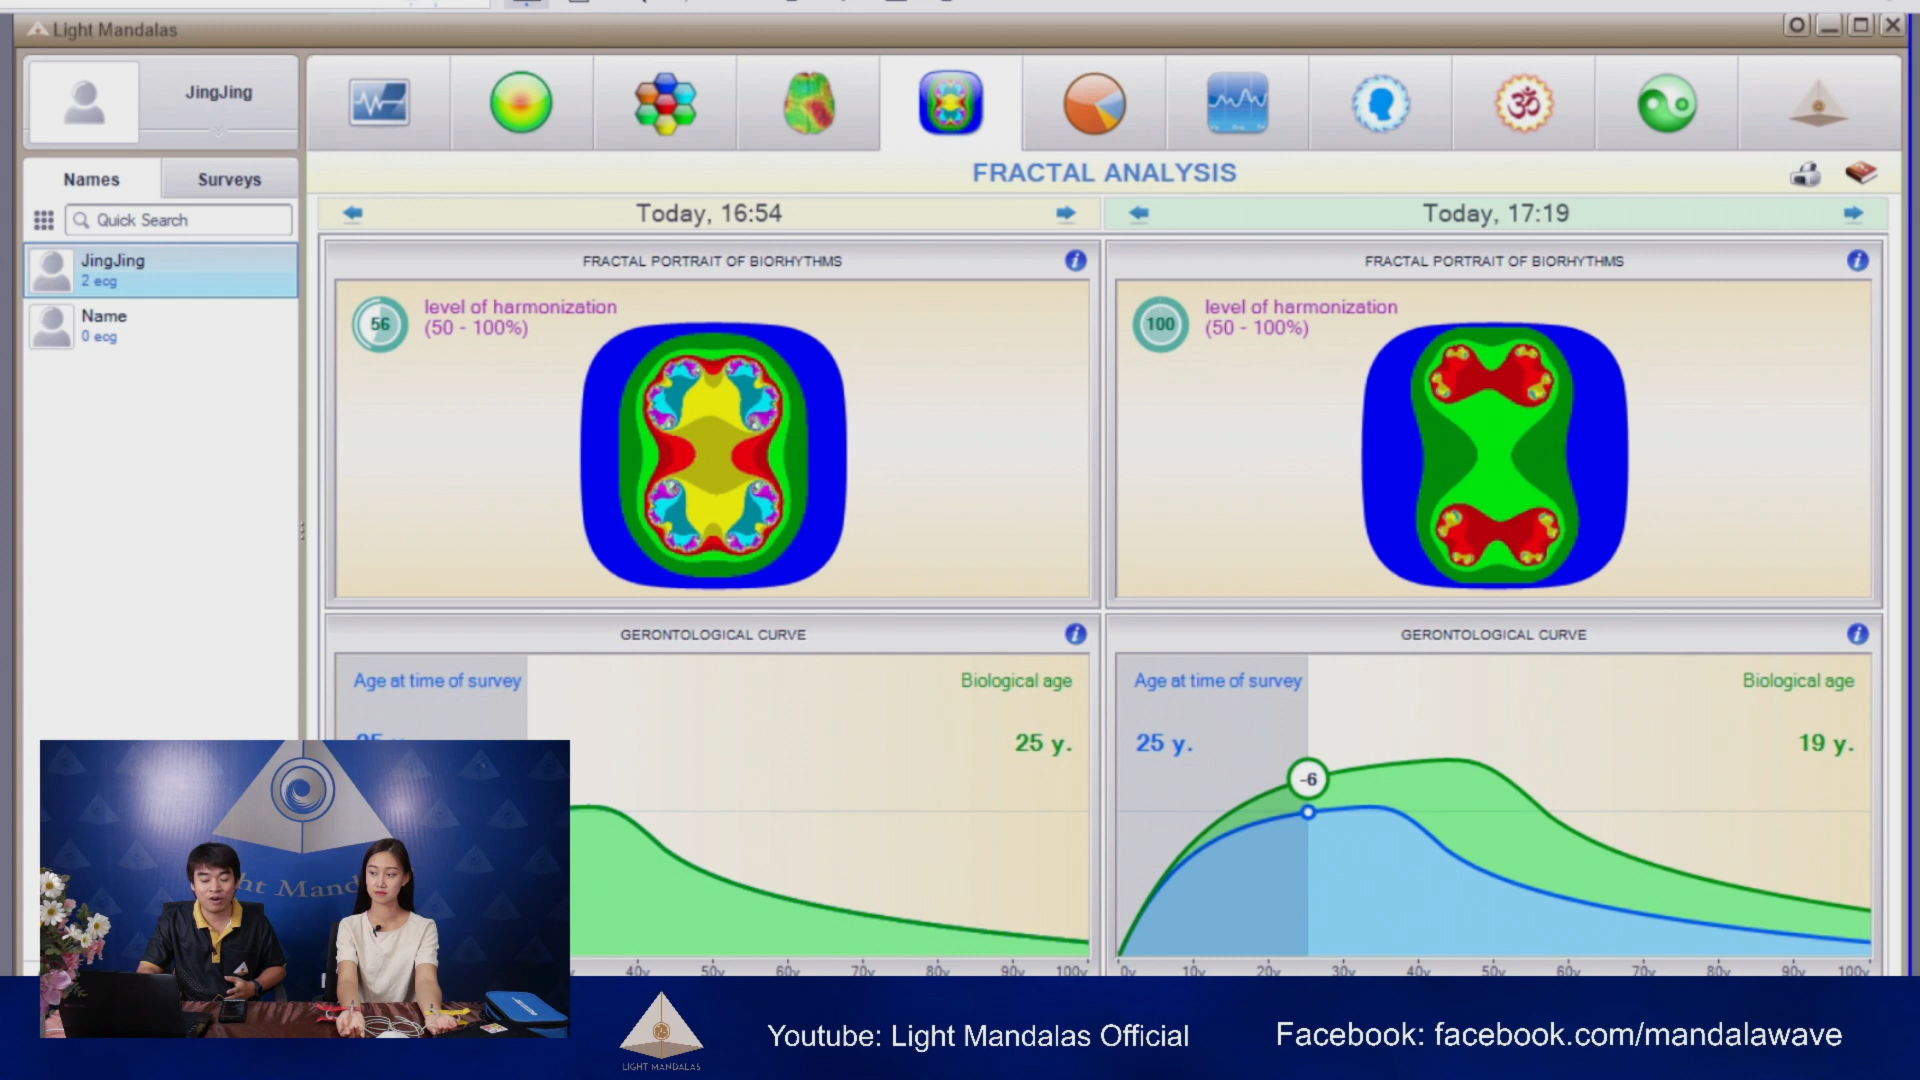 Light Mandalas
JingJing
Names
Surveys
Quick Search
JingJing
2 ecg
Name
0 ecg
FRACTAL ANALYSIS
Today, 16:54
Today, 17:19
FRACTAL PORTRAIT OF BIORHYTHMS
56
level of harmonization
(50 - 100%)
FRACTAL PORTRAIT OF BIORHYTHMS
100
level of harmonization
(50 - 100%)
GERONTOLOGICAL CURVE
Age at time of survey
Biological age
25 y.
40y 50y 60y 70y 80y 90y 100y
GERONTOLOGICAL CURVE
Age at time of survey
Biological age
25 y.
19 y.
-6
0y 10y 20y 30y 40y 50y 60y 70y 80y 90y 100y
ht Mand
LIGHT MANDALAS
Youtube: Light Mandalas Official
Facebook: facebook.com/mandalawave